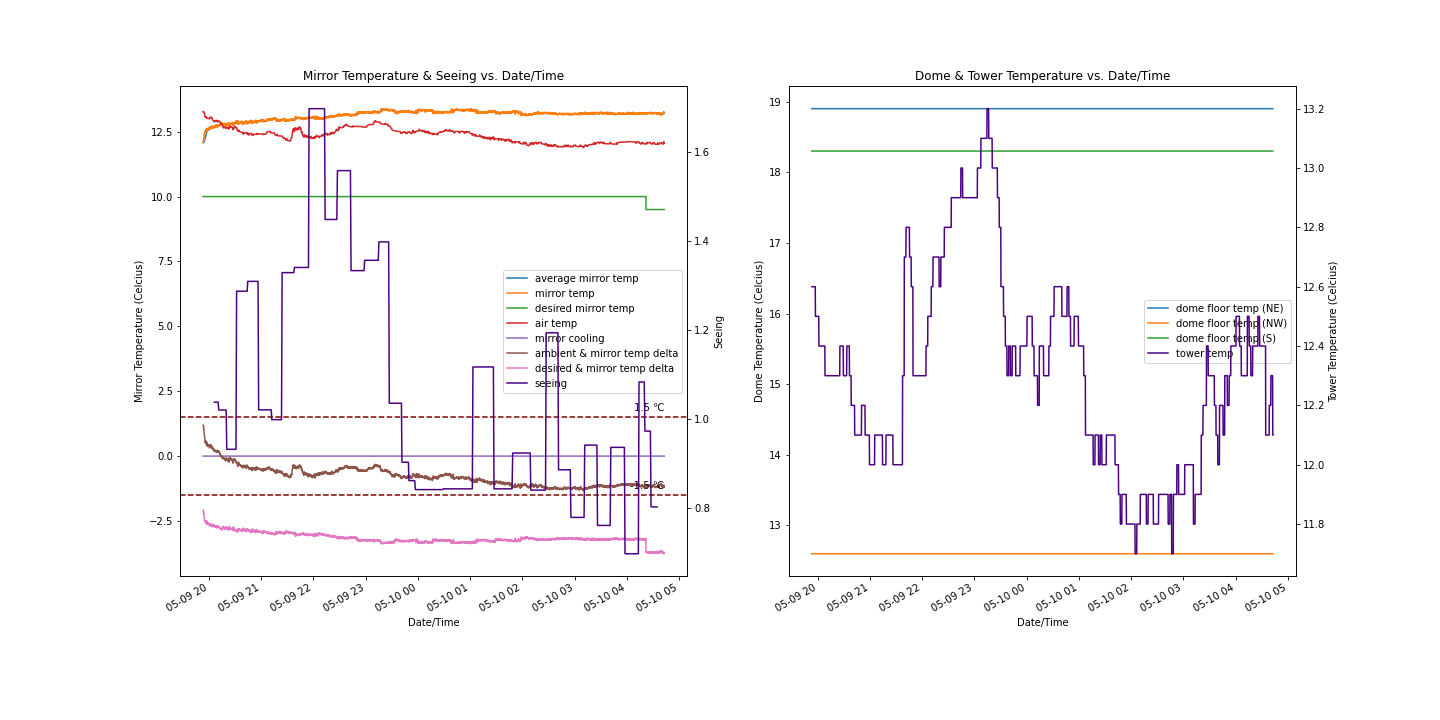 Mirror Temperature & Seeing vs. Date/Time
Mirror Temperature (Celcius)
12.5
10.0
7.5
5.0
2.5
0.0
−2.5
1.6
1.4
1.2
1.0
0.8
Seeing
average mirror temp
mirror temp
desired mirror temp
air temp
mirror cooling
ambient & mirror temp delta
desired & mirror temp delta
seeing
1.5 °C
-1.5 °C
05-09 20
05-09 21
05-09 22
05-09 23
05-10 00
05-10 01
05-10 02
05-10 03
05-10 04
05-10 05
Date/Time
Dome & Tower Temperature vs. Date/Time
Dome Temperature (Celcius)
19
18
17
16
15
14
13
13.2
13.0
12.8
12.6
12.4
12.2
12.0
11.8
Tower Temperature (Celcius)
dome floor temp (NE)
dome floor temp (NW)
dome floor temp (S)
tower temp
05-09 20
05-09 21
05-09 22
05-09 23
05-10 00
05-10 01
05-10 02
05-10 03
05-10 04
05-10 05
Date/Time